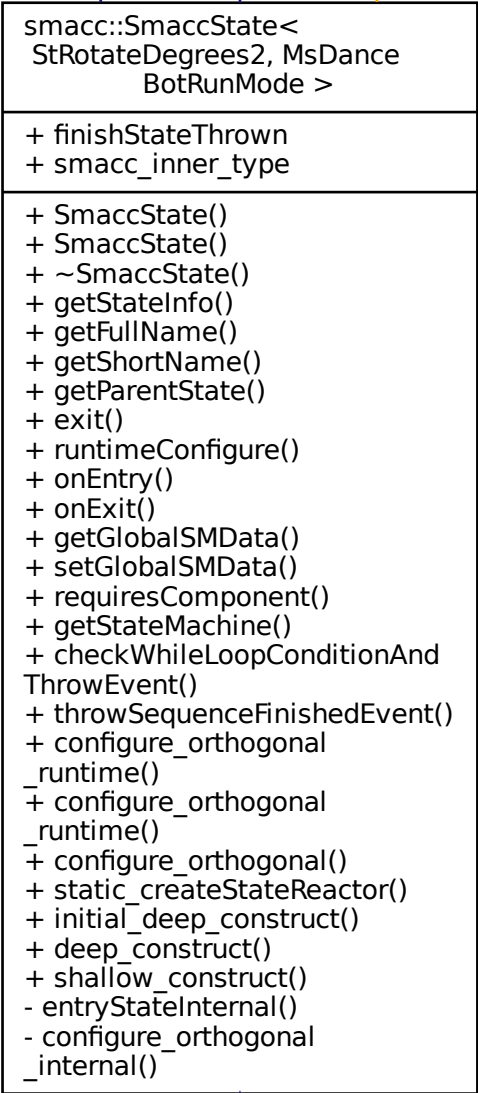 smacc::SmaccState<
StRotateDegrees2, MsDance
BotRunMode >
+ finishStateThrown
+ smacc_inner_type
+ SmaccState()
+ SmaccState()
+ ~SmaccState()
+ getStateInfo()
+ getFullName()
+ getShortName()
+ getParentState()
+ exit()
+ runtimeConfigure()
+ onEntry()
+ onExit()
+ getGlobalSMData()
+ setGlobalSMData()
+ requiresComponent()
+ getStateMachine()
+ checkWhileLoopConditionAnd
ThrowEvent()
+ throwSequenceFinishedEvent()
+ configure_orthogonal
_runtime()
+ configure_orthogonal
_runtime()
+ configure_orthogonal()
+ static_createStateReactor()
+ initial_deep_construct()
+ deep_construct()
+ shallow_construct()
- entryStateInternal()
- configure_orthogonal
_internal()